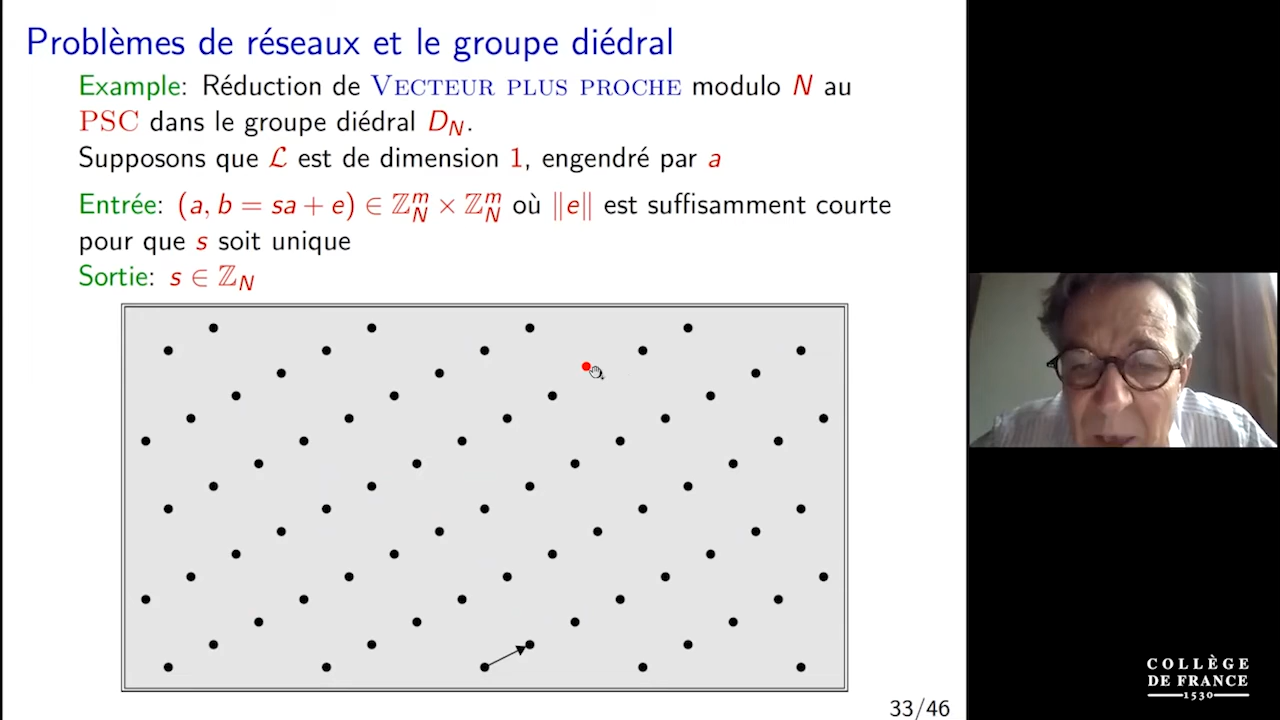 Problèmes de réseaux et le groupe diédral
Example: Réduction de VECTEUR PLUS PROCHE modulo N au
PSC dans le groupe diédral D_N.
Supposons que ℒ est de dimension 1, engendré par a
Entrée: (a, b = sa + e) ∈ ℤ_N^m × ℤ_N^m où ‖e‖ est suffisamment courte
pour que s soit unique
Sortie: s ∈ ℤ_N
33/46
COLLÈGE
DE FRANCE
1530